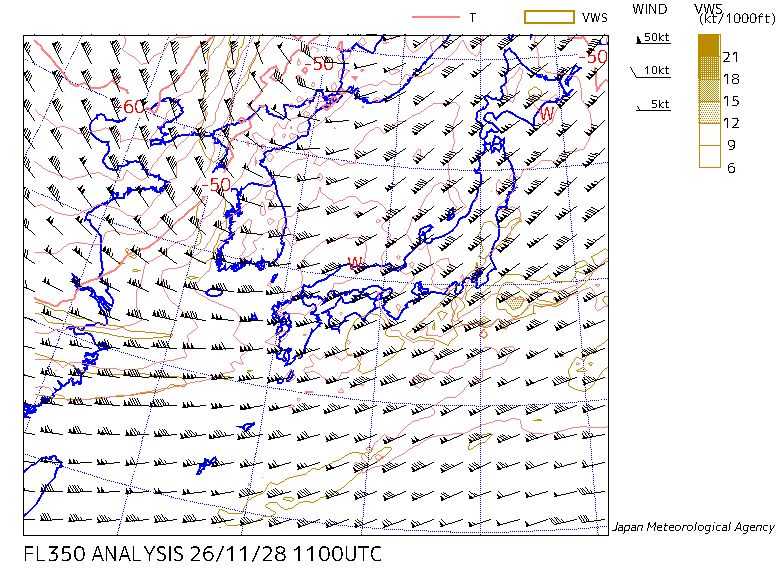 T VWS WIND VWS
(kt/1000ft)
50kt
10kt
5kt
21
18
15
12
9
6
-50
-50
-60
W
-50
W
Japan Meteorological Agency
FL350 ANALYSIS 26/11/28 1100UTC